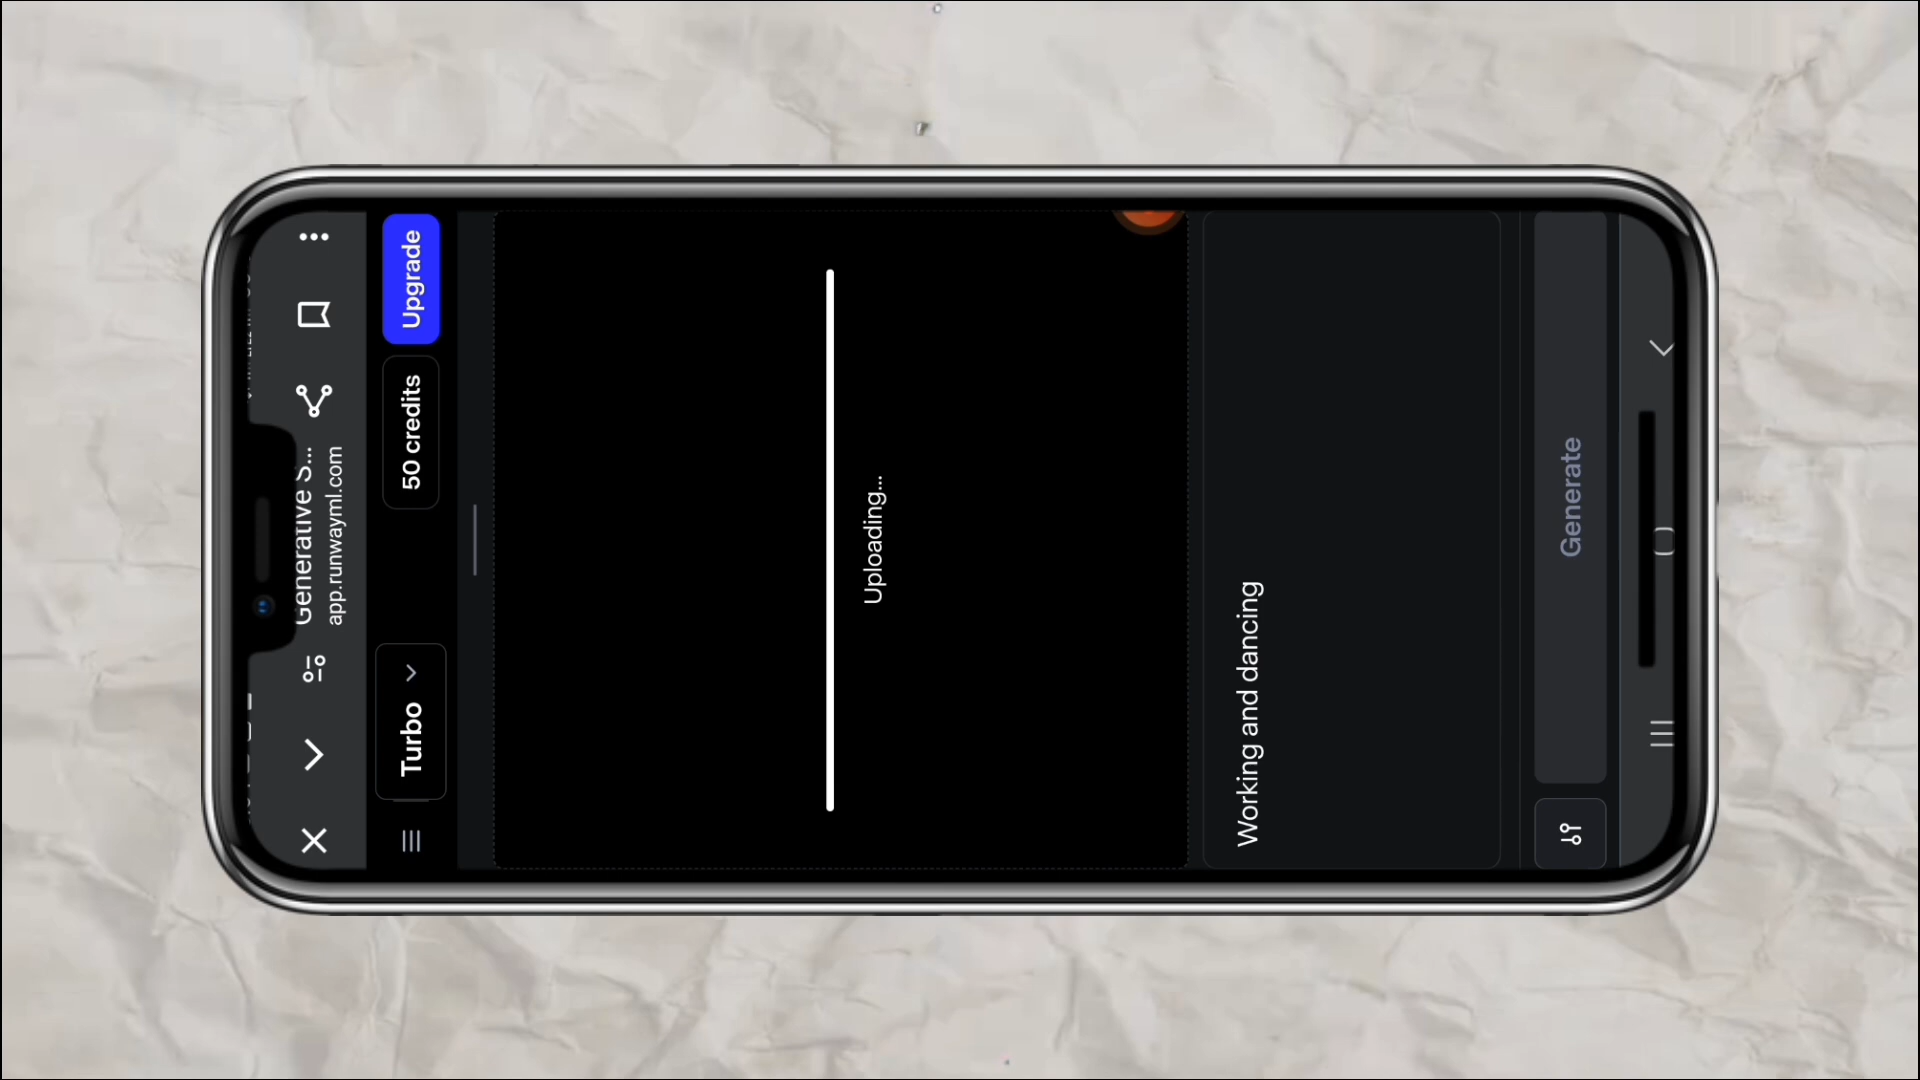 Generative S...
app.runwayml.com
Turbo
50 credits
Upgrade
Uploading...
Working and dancing
Generate